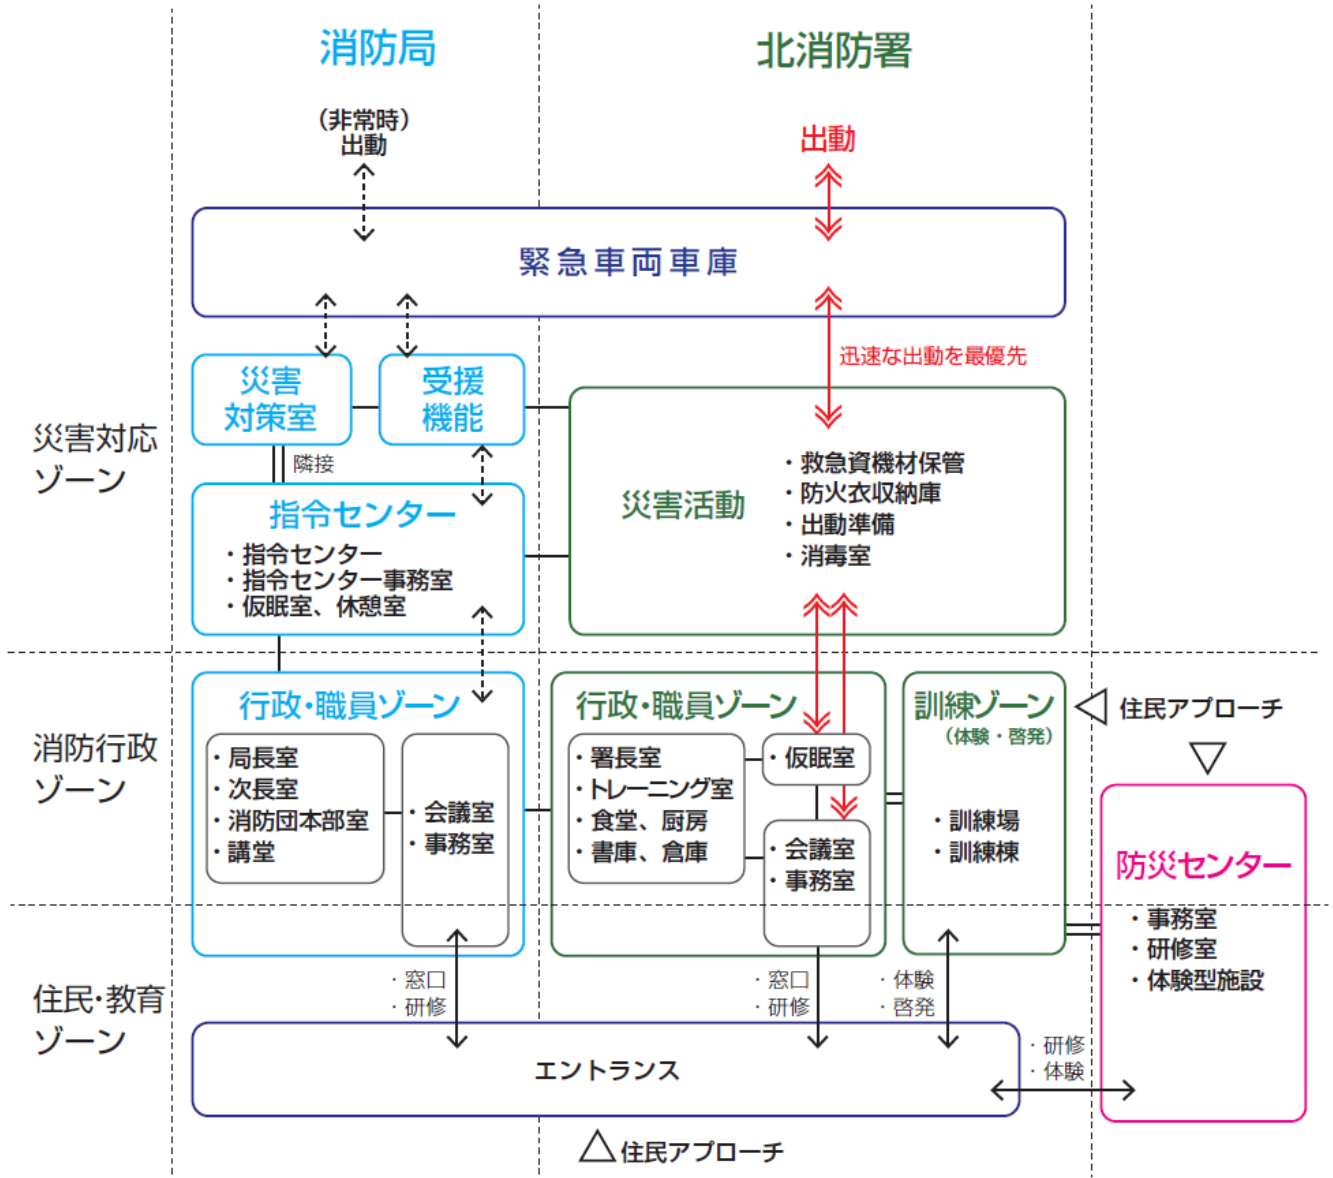 消防局
北消防署
(非常時)
出動
出動
緊急車両車庫
迅速な出動を最優先
災害対応
ゾーン
災害
対策室
受援
機能
隣接
指令センター
・指令センター
・指令センター事務室
・仮眠室、休憩室
災害活動
・救急資機材保管
・防火衣収納庫
・出動準備
・消毒室
消防行政
ゾーン
行政・職員ゾーン
・局長室
・次長室
・消防団本部室
・講堂
・会議室
・事務室
行政・職員ゾーン
・署長室
・トレーニング室
・食堂、厨房
・書庫、倉庫
・仮眠室
・会議室
・事務室
訓練ゾーン
(体験・啓発)
・訓練場
・訓練棟
住民アプローチ
防災センター
・事務室
・研修室
・体験型施設
住民・教育
ゾーン
・窓口
・研修
・窓口
・研修
・体験
・啓発
エントランス
・研修
・体験
住民アプローチ